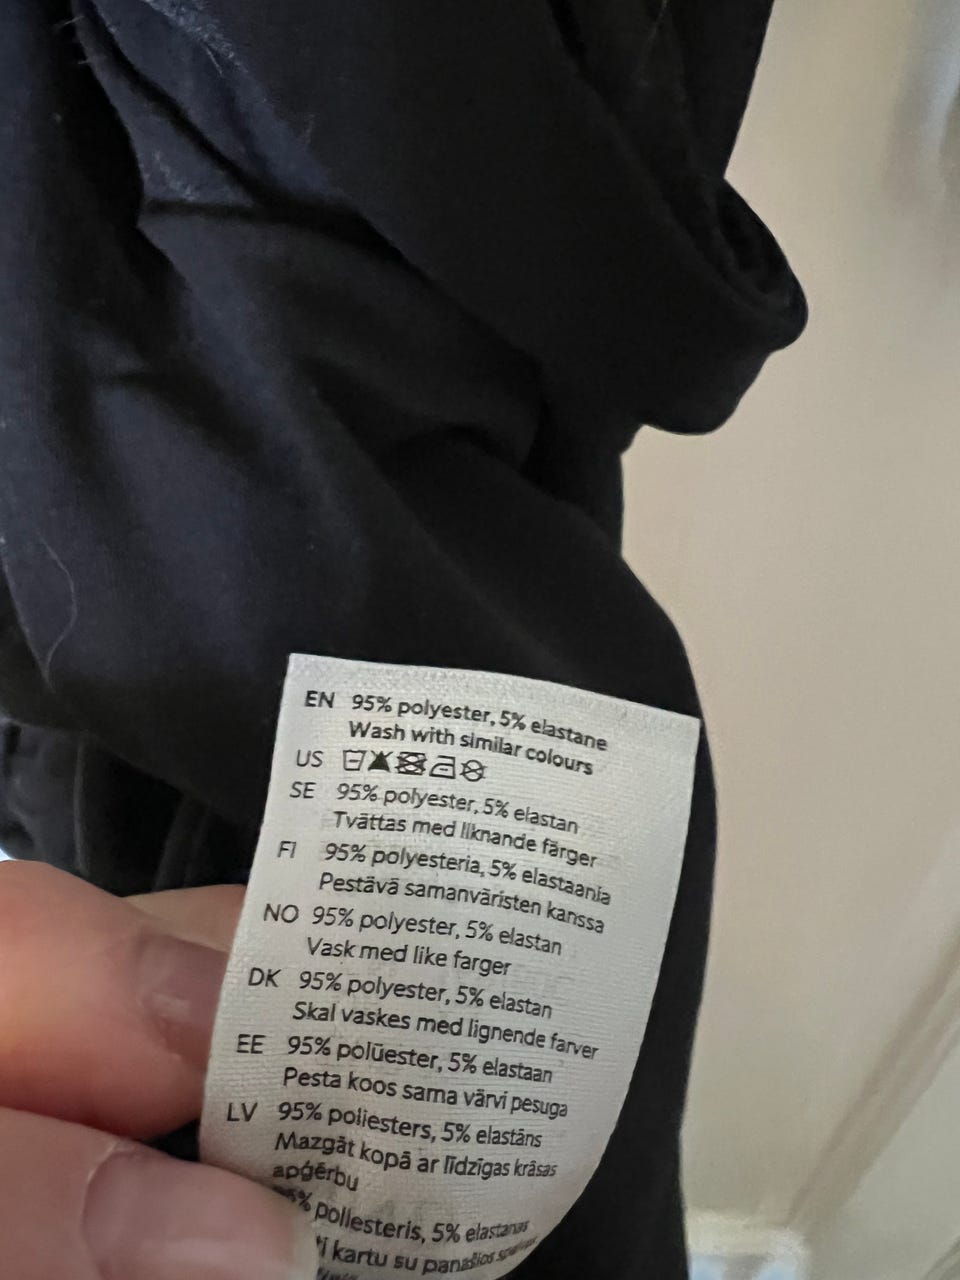 EN 95% polyester, 5% elastane
Wash with similar colours
US
SE 95% polyester, 5% elastan
Tvättas med liknande färger
FI 95% polyesteria, 5% elastaania
Pestävä samanväristen kanssa
NO 95% polyester, 5% elastan
Vask med like farger
DK 95% polyester, 5% elastan
Skal vaskes med lignende farver
EE 95% polüester, 5% elastaan
Pesta koos sama värvi pesuga
LV 95% poliesters, 5% elastāns
Mazgāt kopā ar līdzīgas krāsas
apģērbu
poliesteris, 5% elastanas
kartu su panašios